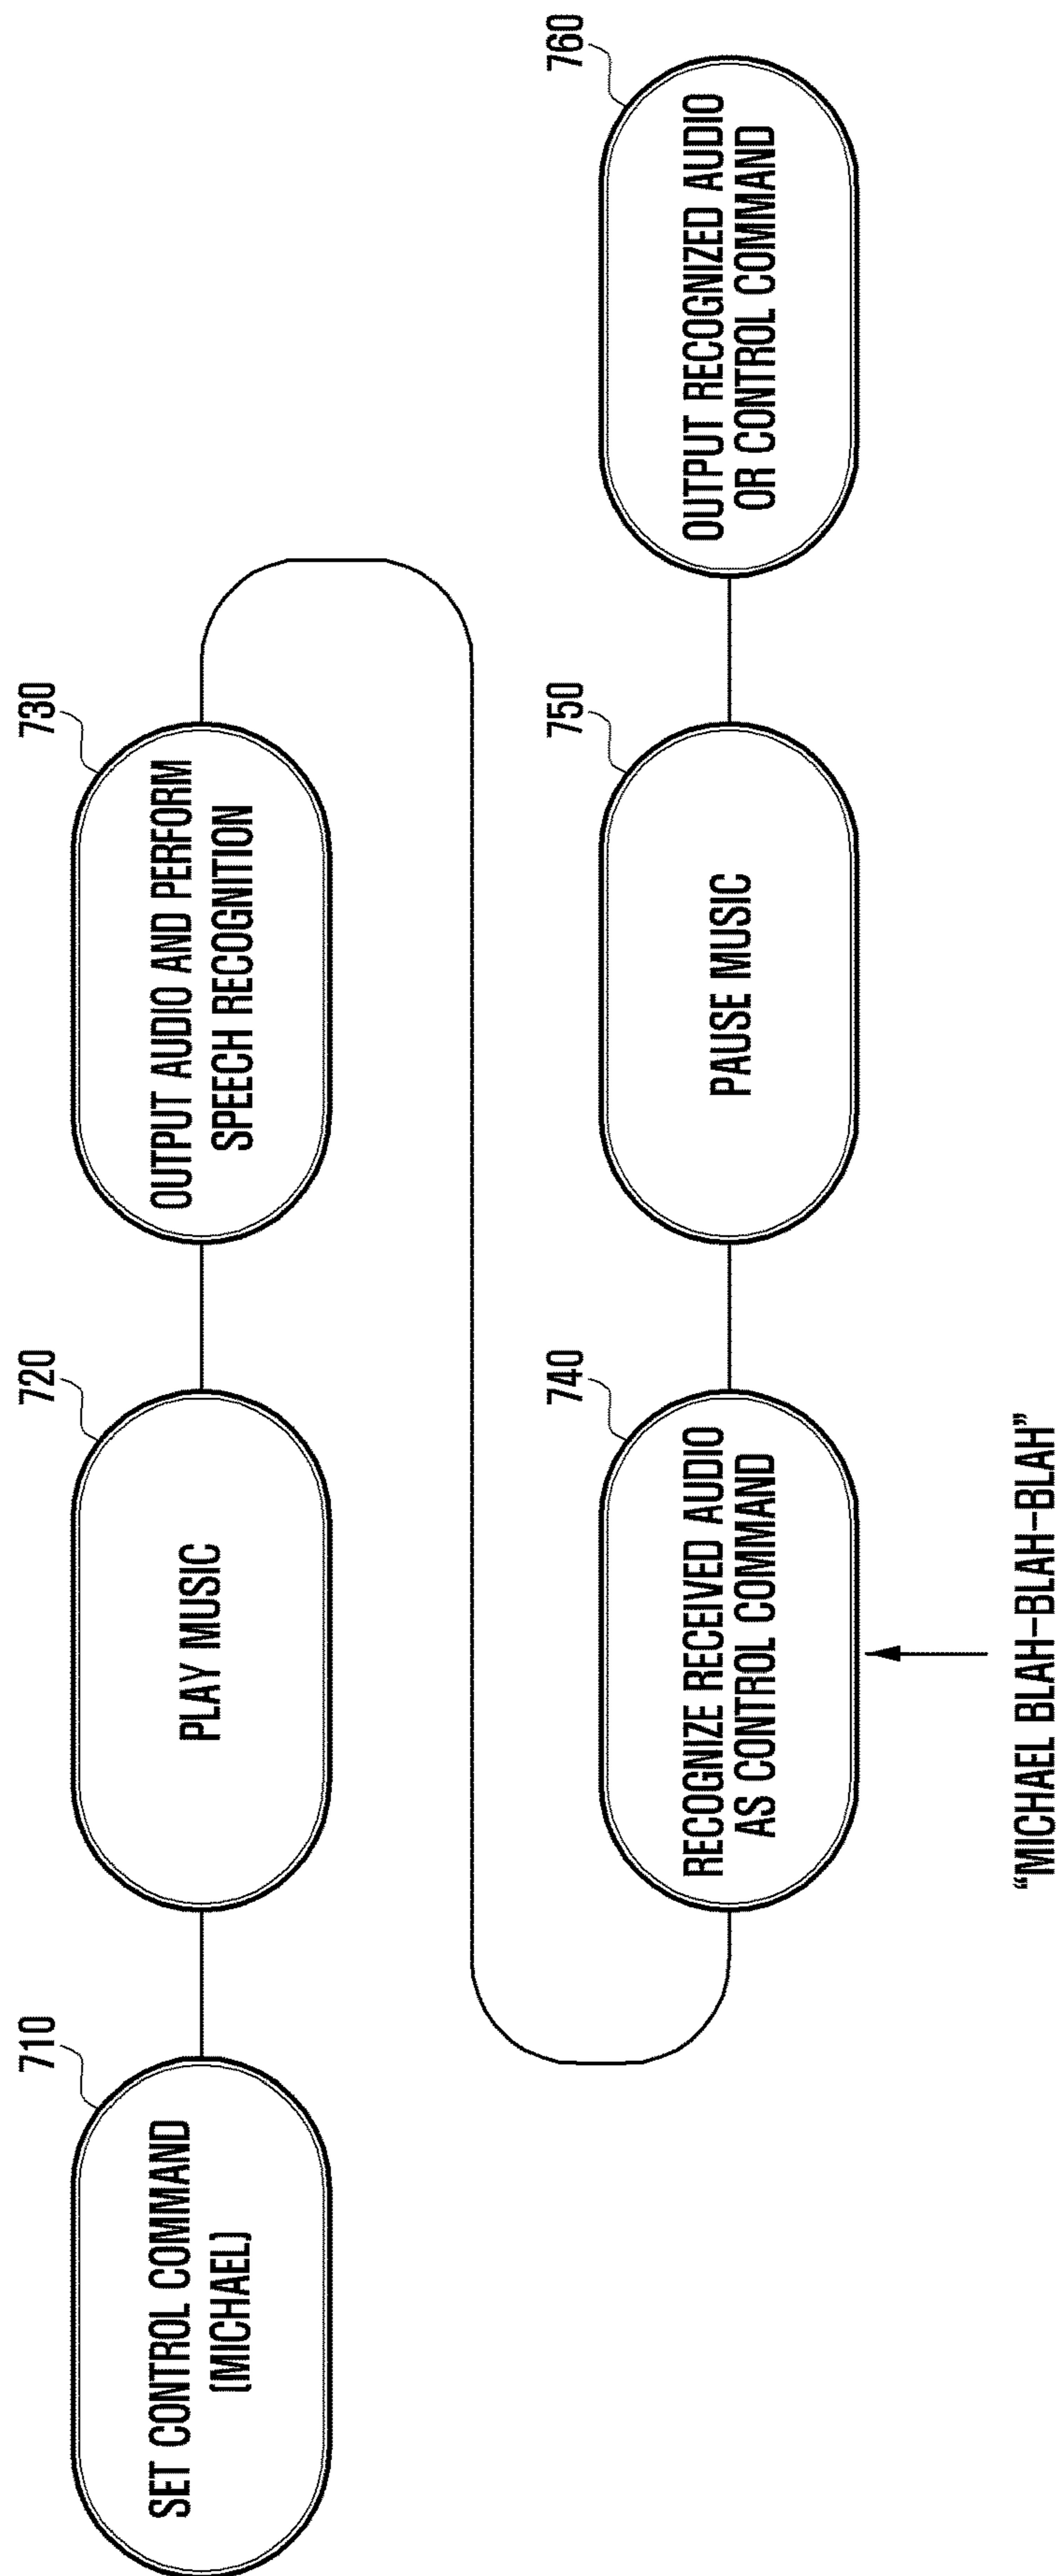 710
SET CONTROL COMMAND
(MICHAEL)
720
PLAY MUSIC
730
OUTPUT AUDIO AND PERFORM
SPEECH RECOGNITION
740
RECOGNIZE RECEIVED AUDIO
AS CONTROL COMMAND
750
PAUSE MUSIC
760
OUTPUT RECOGNIZED AUDIO
OR CONTROL COMMAND
“MICHAEL BLAH-BLAH-BLAH”